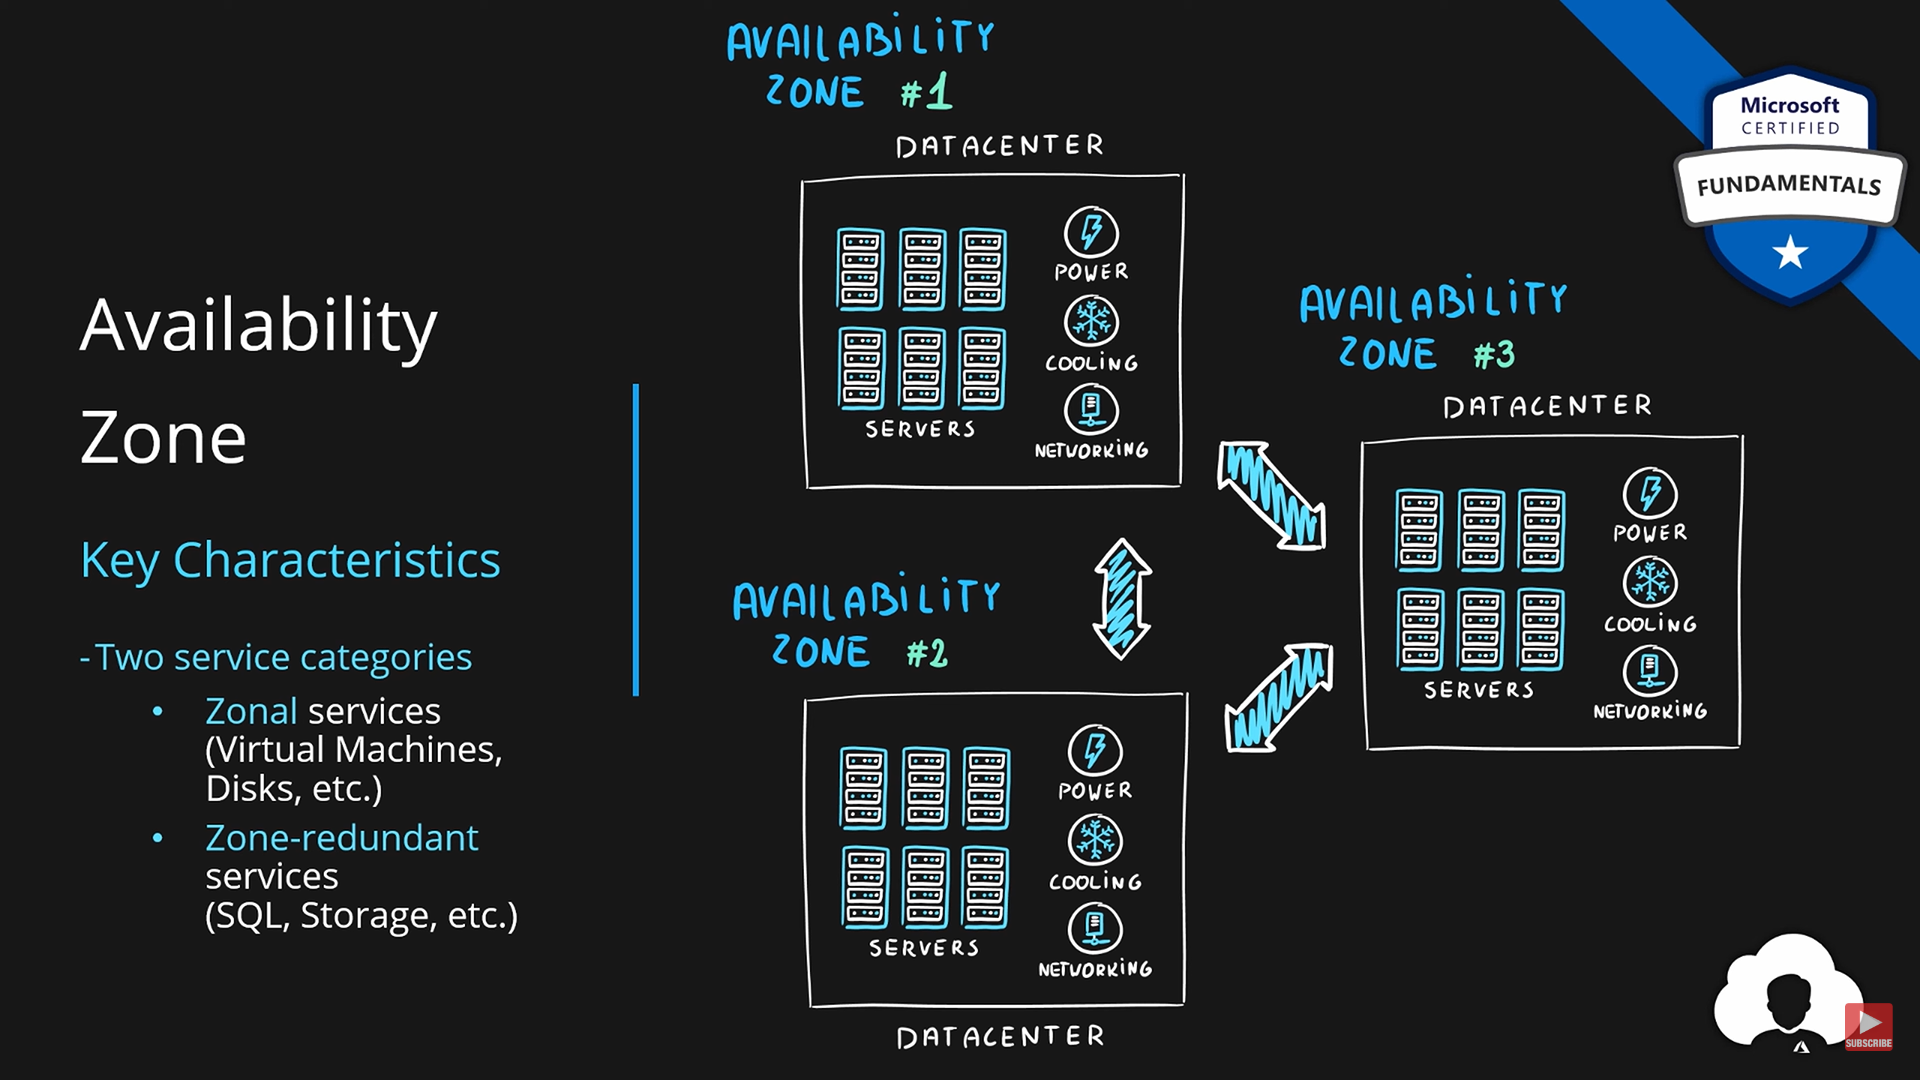 Availability
Zone
Key Characteristics
- Two service categories
• Zonal services
(Virtual Machines,
Disks, etc.)
• Zone-redundant
services
(SQL, Storage, etc.)
AVAILABILITY
ZONE #1
DATACENTER
SERVERS
POWER
COOLING
NETWORKING
AVAILABILITY
ZONE #2
SERVERS
POWER
COOLING
NETWORKING
DATACENTER
AVAILABILITY
ZONE #3
DATACENTER
SERVERS
POWER
COOLING
NETWORKING
Microsoft
CERTIFIED
FUNDAMENTALS
SUBSCRIBE